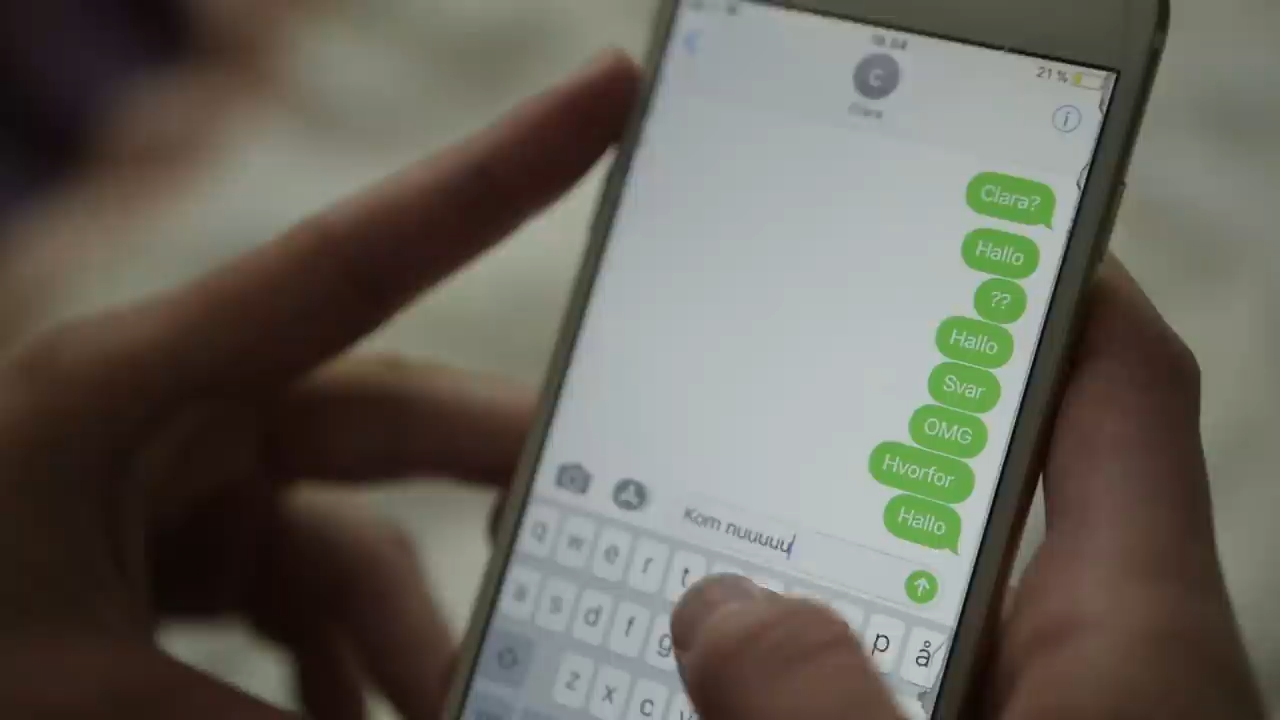 21 %
C
Clara
i
Clara?
Hallo
??
Hallo
Svar
OMG
Hvorfor
Hallo
Kom nuuuuu
q w e r t
a s d f g p å
z x c v